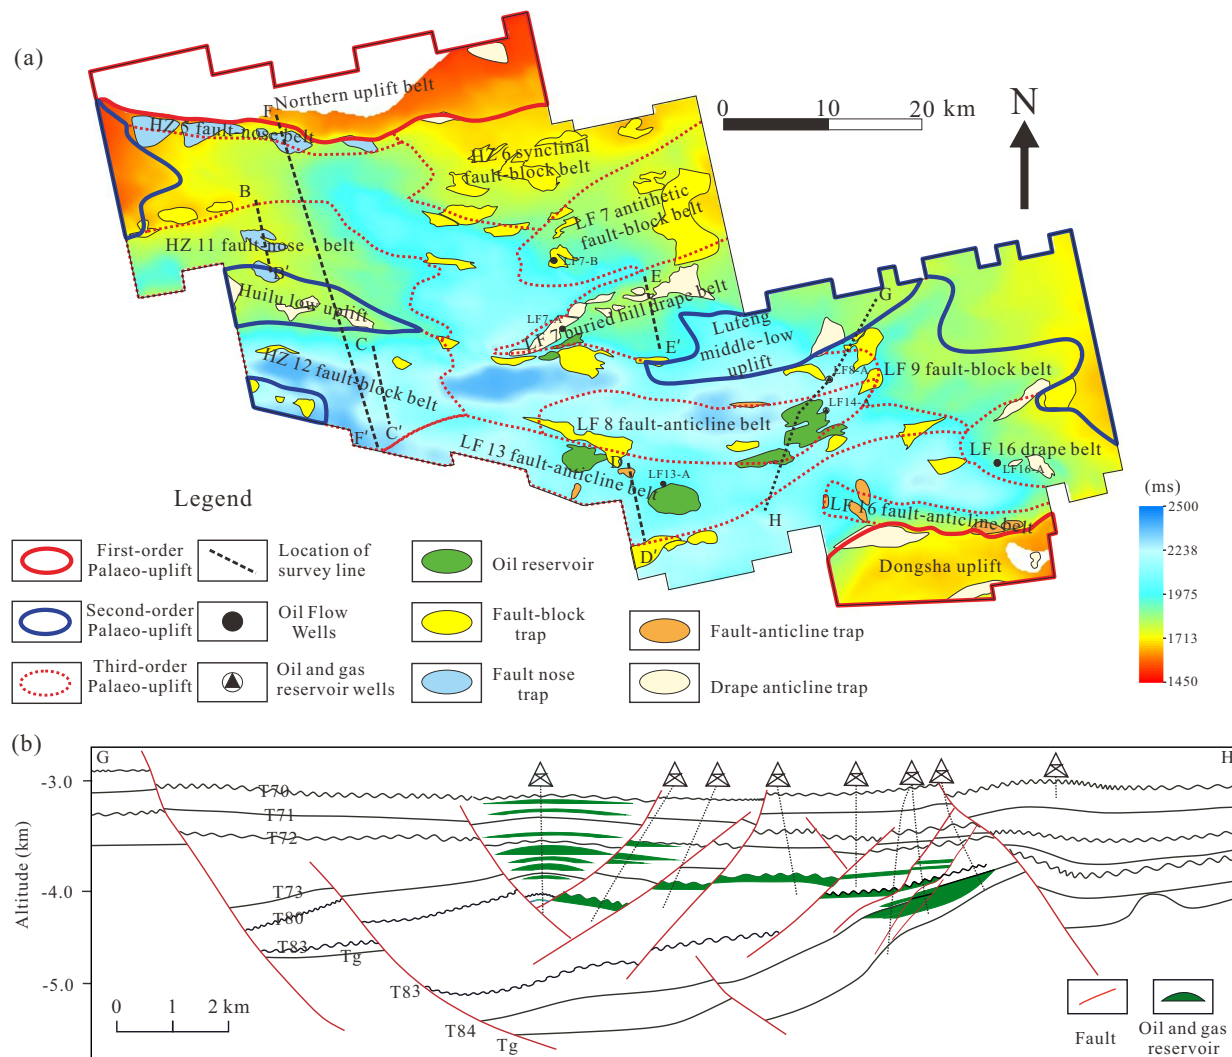 (a)
Northern uplift belt
F
HZ 5 fault-nose belt
0 10 20 km
N
HZ 6 synclinal
fault-block belt
B
LF 7 antithetic
fault-block belt
HZ 11 fault-nose belt
LF7-B
B'
E
G
Huilu low uplift
LF7-A
LF 7 buried hill drape belt
C
E'
Lufeng
middle-low
uplift
HZ 12 fault-block belt
LF8-A
LF 9 fault-block belt
LF14-A
F'
C'
LF 8 fault-anticline belt
LF 13 fault-anticline belt
D
LF13-A
LF 16 drape belt
LF16-A
H
LF 16 fault-anticline belt
D'
Dongsha uplift
(ms)
2500
2238
1975
1713
1450
Legend
First-order
Palaeo-uplift
Location of
survey line
Oil reservoir
Second-order
Palaeo-uplift
Oil Flow
Wells
Fault-block
trap
Fault-anticline trap
Third-order
Palaeo-uplift
Oil and gas
reservoir wells
Fault nose
trap
Drape anticline trap
(b)
G
H
Altitude (km)
-3.0
-4.0
-5.0
T70
T71
T72
T73
T80
T83
Tg
T83
T84
Tg
0 1 2 km
Fault
Oil and gas
reservoir